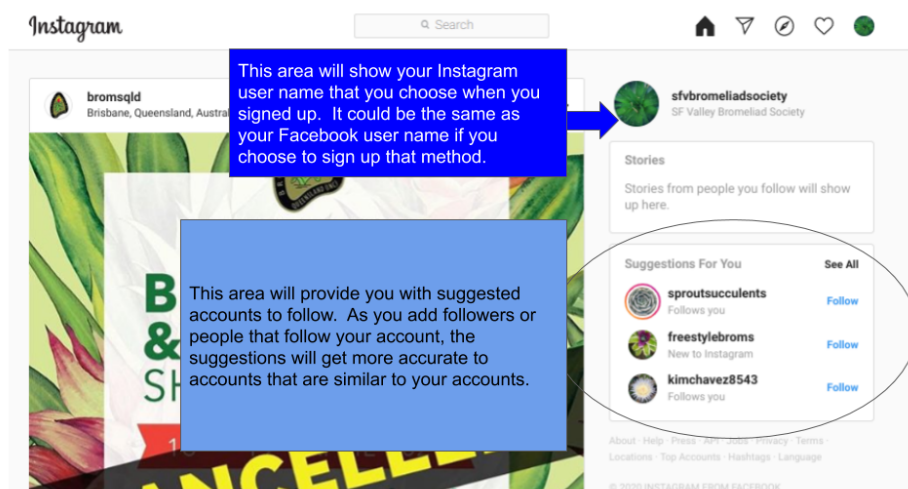 Instagram
Search
bromsqld
Brisbane, Queensland, Austral
This area will show your Instagram
user name that you choose when you
signed up. It could be the same as
your Facebook user name if you
choose to sign up that method.
sfvbromeliadsociety
SF Valley Bromeliad Society
Stories
Stories from people you follow will show
up here.
QUEENSLAND
Suggestions For You See All
sproutsucculents
Follows you
Follow
freestylebroms
New to Instagram
Follow
kimchavez8543
Follows you
Follow
This area will provide you with suggested
accounts to follow. As you add followers or
people that follow your account, the
suggestions will get more accurate to
accounts that are similar to your accounts.
B
&
SH
1
NCELLE
About · Help · Press · API · Jobs · Privacy · Terms ·
Locations · Top Accounts · Hashtags · Language
© 2020 INSTAGRAM FROM FACEBOOK